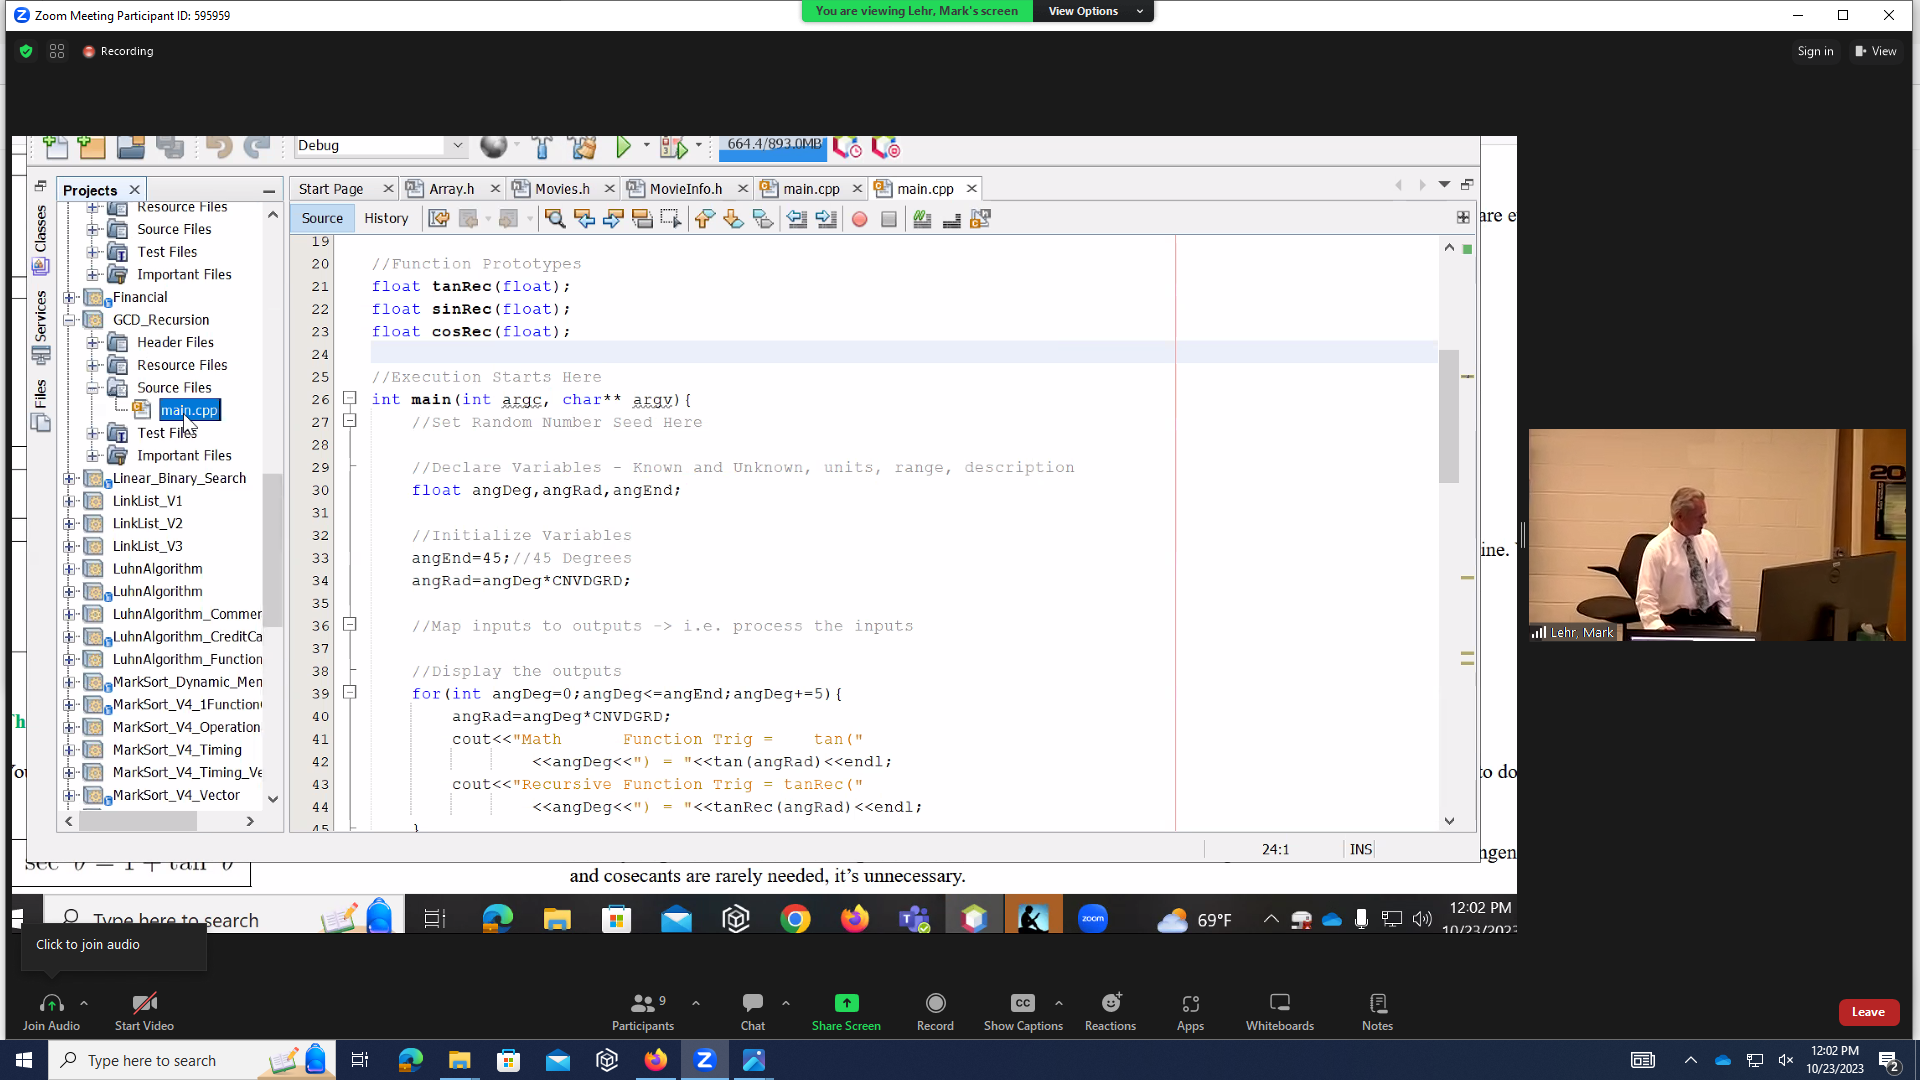 Zoom Meeting Participant ID: 595959
You are viewing Lehr, Mark's screen
View Options
Recording
Sign in
View
Debug
664.4/893.0MB
Projects
Start Page
Array.h
Movies.h
MovieInfo.h
main.cpp
main.cpp
Classes
Services
Files
Source
History
Resource Files
Source Files
Test Files
Important Files
Financial
GCD_Recursion
Header Files
Resource Files
Source Files
main.cpp
Test Files
Important Files
Linear_Binary_Search
LinkList_V1
LinkList_V2
LinkList_V3
LuhnAlgorithm
LuhnAlgorithm
LuhnAlgorithm_Commer
LuhnAlgorithm_CreditCa
LuhnAlgorithm_Function
MarkSort_Dynamic_Men
MarkSort_V4_1Function
MarkSort_V4_Operation
MarkSort_V4_Timing
MarkSort_V4_Timing_Ve
MarkSort_V4_Vector
19
20 //Function Prototypes
21 float tanRec(float);
22 float sinRec(float);
23 float cosRec(float);
24
25 //Execution Starts Here
26 int main(int argc, char** argv){
27 //Set Random Number Seed Here
28
29 //Declare Variables - Known and Unknown, units, range, description
30 float angDeg,angRad,angEnd;
31
32 //Initialize Variables
33 angEnd=45;//45 Degrees
34 angRad=angDeg*CNVDGRD;
35
36 //Map inputs to outputs -> i.e. process the inputs
37
38 //Display the outputs
39 for(int angDeg=0;angDeg<=angEnd;angDeg+=5){
40 angRad=angDeg*CNVDGRD;
41 cout<<"Math      Function Trig =    tan("
42 <<angDeg<<") = "<<tan(angRad)<<endl;
43 cout<<"Recursive Function Trig = tanRec("
44 <<angDeg<<") = "<<tanRec(angRad)<<endl;
45 }
24:1
INS
are e
ine.
to do
ngen
You
and cosecants are rarely needed, it's unnecessary.
Lehr, Mark
Type here to search
zoom
69°F
12:02 PM
10/23/2023
Click to join audio
Join Audio
Start Video
9
Participants
Chat
Share Screen
Record
CC
Show Captions
Reactions
Apps
Whiteboards
Notes
Leave
Type here to search
12:02 PM
10/23/2023
2